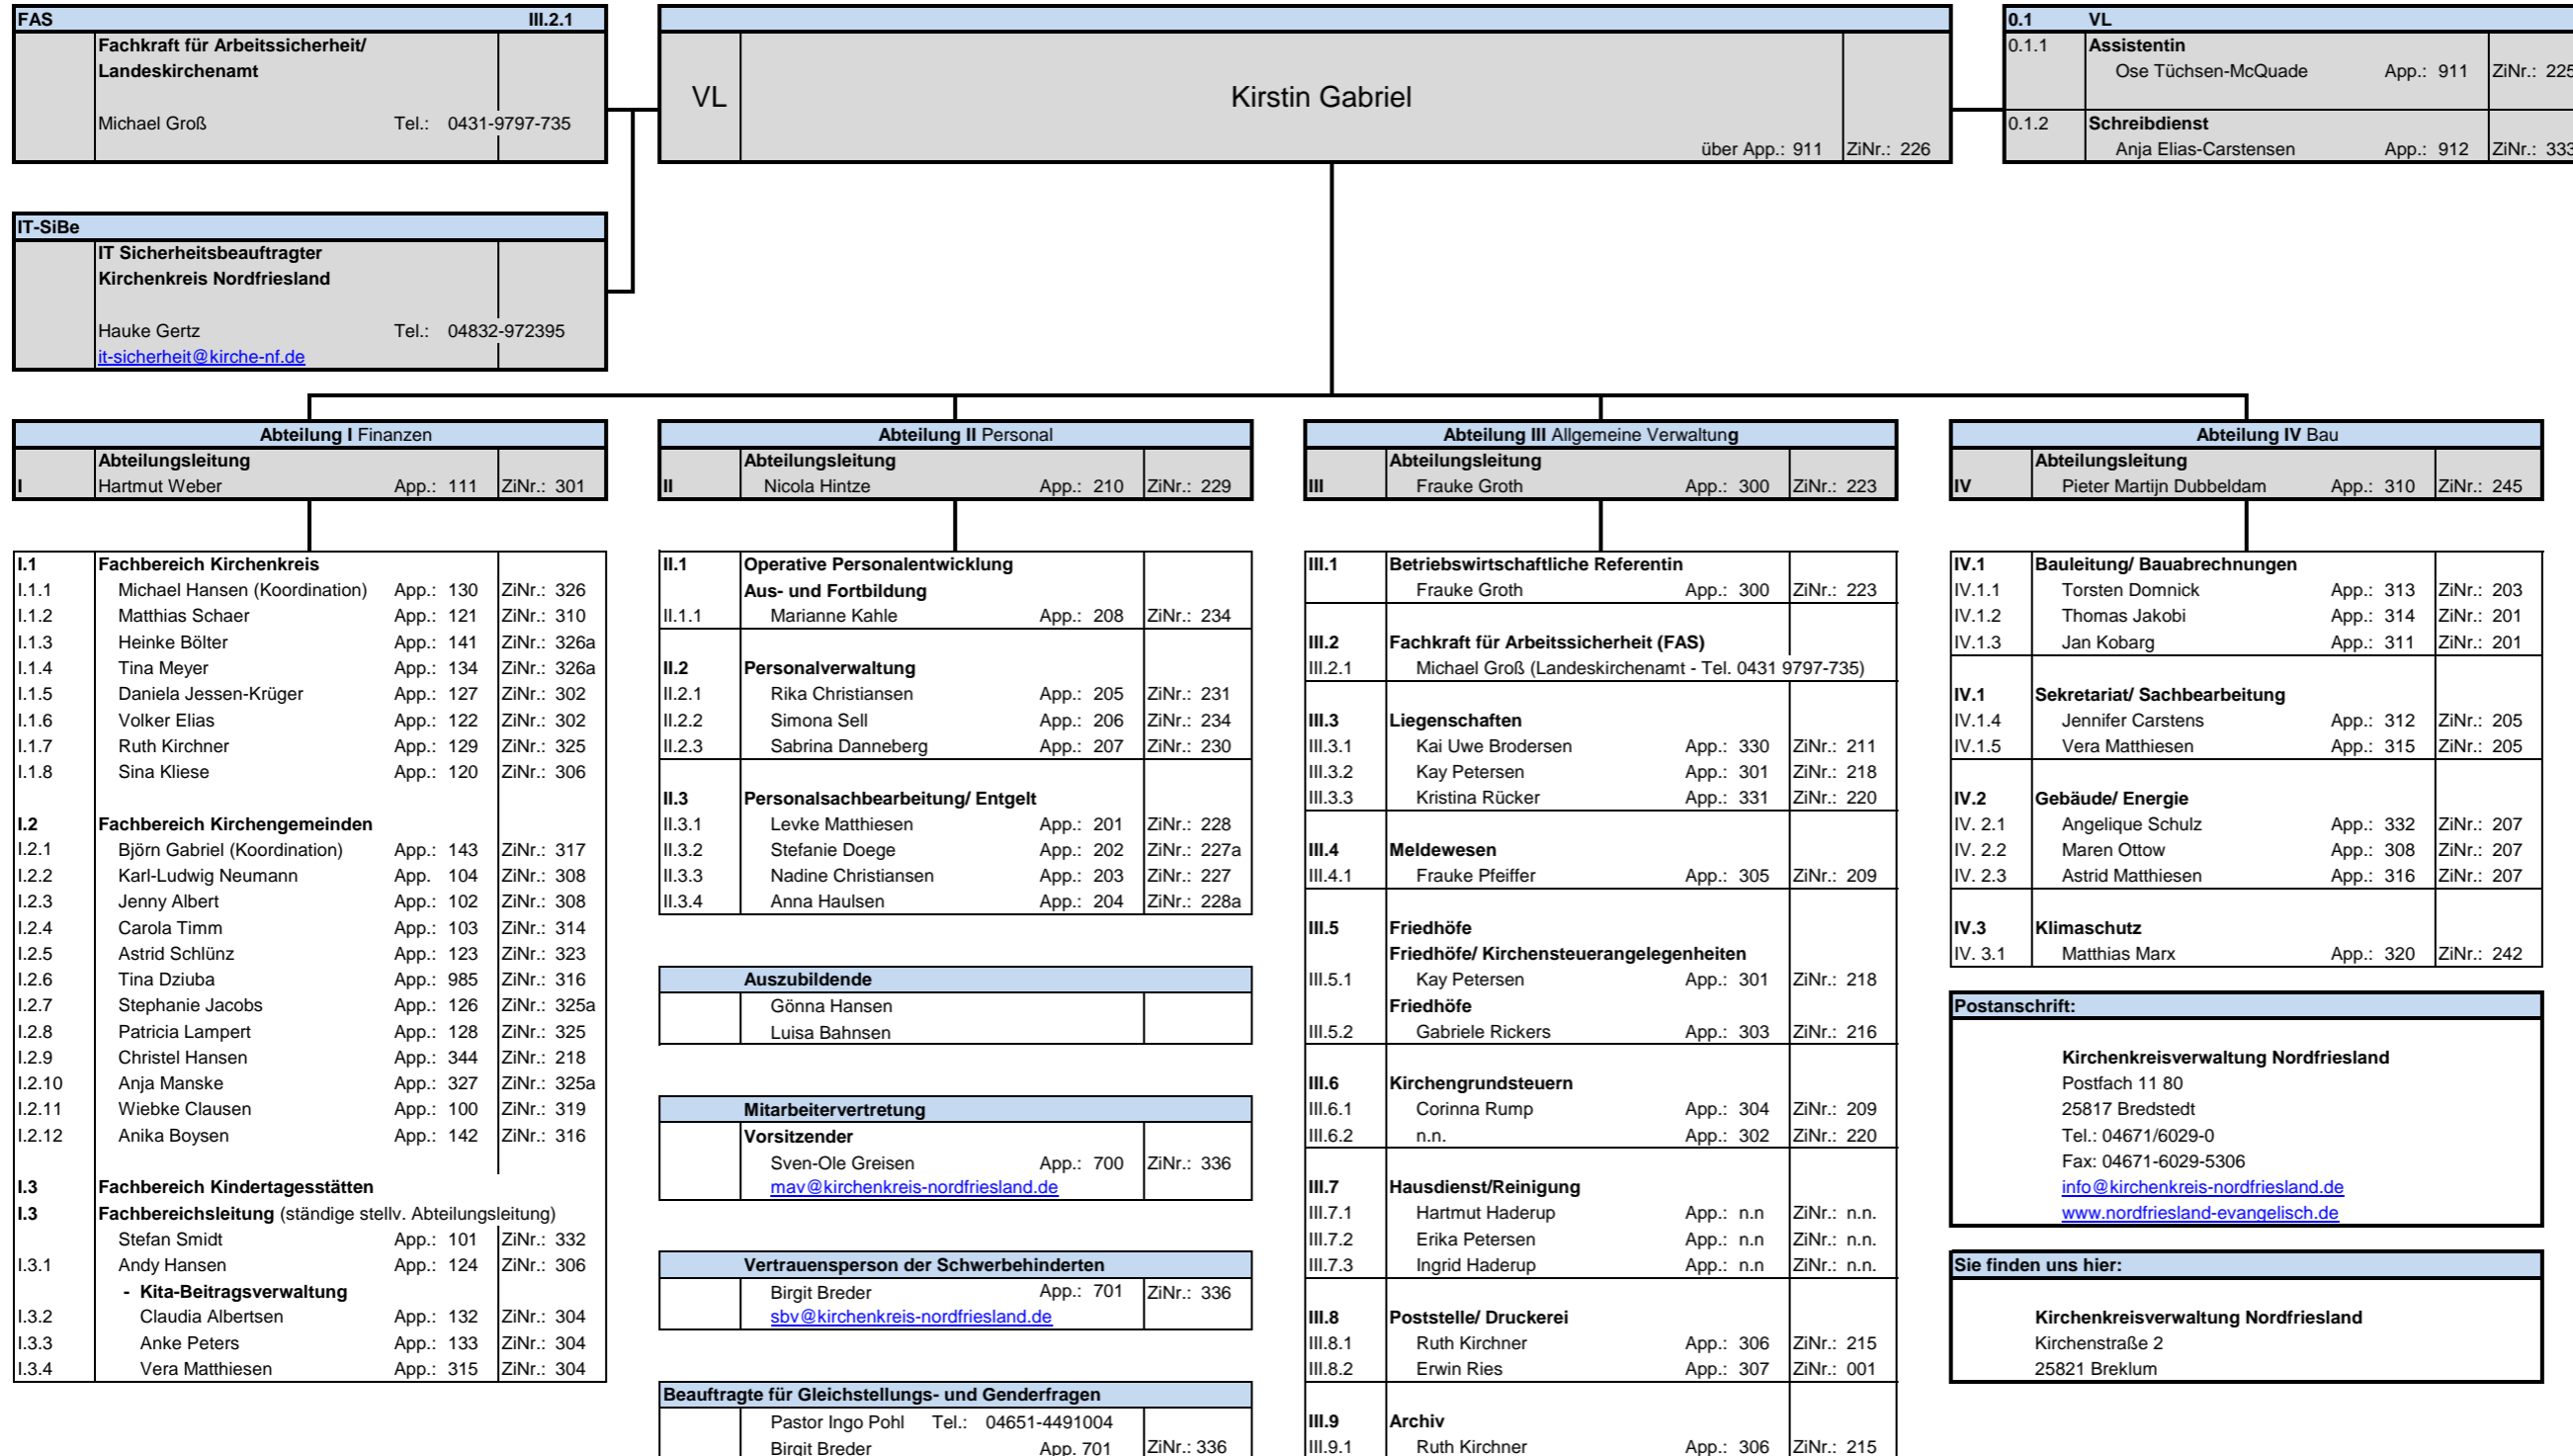 FAS III.2.1
Fachkraft für Arbeitssicherheit/
Landeskirchenamt
Michael Groß Tel.: 0431-9797-735
VL Kirstin Gabriel
über App.: 911 ZiNr.: 226
0.1 VL
0.1.1 Assistentin
Ose Tüchsen-McQuade App.: 911 ZiNr.: 225
0.1.2 Schreibdienst
Anja Elias-Carstensen App.: 912 ZiNr.: 333
IT-SiBe
IT Sicherheitsbeauftragter
Kirchenkreis Nordfriesland
Hauke Gertz Tel.: 04832-972395
it-sicherheit@kirche-nf.de
Abteilung I Finanzen
Abteilungsleitung
I Hartmut Weber App.: 111 ZiNr.: 301
I.1 Fachbereich Kirchenkreis
I.1.1 Michael Hansen (Koordination) App.: 130 ZiNr.: 326
I.1.2 Matthias Schaer App.: 121 ZiNr.: 310
I.1.3 Heinke Bölter App.: 141 ZiNr.: 326a
I.1.4 Tina Meyer App.: 134 ZiNr.: 326a
I.1.5 Daniela Jessen-Krüger App.: 127 ZiNr.: 302
I.1.6 Volker Elias App.: 122 ZiNr.: 302
I.1.7 Ruth Kirchner App.: 129 ZiNr.: 325
I.1.8 Sina Kliese App.: 120 ZiNr.: 306
I.2 Fachbereich Kirchengemeinden
I.2.1 Björn Gabriel (Koordination) App.: 143 ZiNr.: 317
I.2.2 Karl-Ludwig Neumann App. 104 ZiNr.: 308
I.2.3 Jenny Albert App.: 102 ZiNr.: 308
I.2.4 Carola Timm App.: 103 ZiNr.: 314
I.2.5 Astrid Schlünz App.: 123 ZiNr.: 323
I.2.6 Tina Dziuba App.: 985 ZiNr.: 316
I.2.7 Stephanie Jacobs App.: 126 ZiNr.: 325a
I.2.8 Patricia Lampert App.: 128 ZiNr.: 325
I.2.9 Christel Hansen App.: 344 ZiNr.: 218
I.2.10 Anja Manske App.: 327 ZiNr.: 325a
I.2.11 Wiebke Clausen App.: 100 ZiNr.: 319
I.2.12 Anika Boysen App.: 142 ZiNr.: 316
I.3 Fachbereich Kindertagesstätten
I.3 Fachbereichsleitung (ständige stellv. Abteilungsleitung)
Stefan Smidt App.: 101 ZiNr.: 332
I.3.1 Andy Hansen App.: 124 ZiNr.: 306
- Kita-Beitragsverwaltung
I.3.2 Claudia Albertsen App.: 132 ZiNr.: 304
I.3.3 Anke Peters App.: 133 ZiNr.: 304
I.3.4 Vera Matthiesen App.: 315 ZiNr.: 304
Abteilung II Personal
Abteilungsleitung
II Nicola Hintze App.: 210 ZiNr.: 229
II.1 Operative Personalentwicklung
Aus- und Fortbildung
II.1.1 Marianne Kahle App.: 208 ZiNr.: 234
II.2 Personalverwaltung
II.2.1 Rika Christiansen App.: 205 ZiNr.: 231
II.2.2 Simona Sell App.: 206 ZiNr.: 234
II.2.3 Sabrina Danneberg App.: 207 ZiNr.: 230
II.3 Personalsachbearbeitung/ Entgelt
II.3.1 Levke Matthiesen App.: 201 ZiNr.: 228
II.3.2 Stefanie Doege App.: 202 ZiNr.: 227a
II.3.3 Nadine Christiansen App.: 203 ZiNr.: 227
II.3.4 Anna Haulsen App.: 204 ZiNr.: 228a
Auszubildende
Gönna Hansen
Luisa Bahnsen
Mitarbeitervertretung
Vorsitzender
Sven-Ole Greisen App.: 700 ZiNr.: 336
mav@kirchenkreis-nordfriesland.de
Vertrauensperson der Schwerbehinderten
Birgit Breder App.: 701 ZiNr.: 336
sbv@kirchenkreis-nordfriesland.de
Beauftragte für Gleichstellungs- und Genderfragen
Pastor Ingo Pohl Tel.: 04651-4491004
Birgit Breder App. 701 ZiNr.: 336
Abteilung III Allgemeine Verwaltung
Abteilungsleitung
III Frauke Groth App.: 300 ZiNr.: 223
III.1 Betriebswirtschaftliche Referentin
Frauke Groth App.: 300 ZiNr.: 223
III.2 Fachkraft für Arbeitssicherheit (FAS)
III.2.1 Michael Groß (Landeskirchenamt - Tel. 0431 9797-735)
III.3 Liegenschaften
III.3.1 Kai Uwe Brodersen App.: 330 ZiNr.: 211
III.3.2 Kay Petersen App.: 301 ZiNr.: 218
III.3.3 Kristina Rücker App.: 331 ZiNr.: 220
III.4 Meldewesen
III.4.1 Frauke Pfeiffer App.: 305 ZiNr.: 209
III.5 Friedhöfe
Friedhöfe/ Kirchensteuerangelegenheiten
III.5.1 Kay Petersen App.: 301 ZiNr.: 218
Friedhöfe
III.5.2 Gabriele Rickers App.: 303 ZiNr.: 216
III.6 Kirchengrundsteuern
III.6.1 Corinna Rump App.: 304 ZiNr.: 209
III.6.2 n.n. App.: 302 ZiNr.: 220
III.7 Hausdienst/Reinigung
III.7.1 Hartmut Haderup App.: n.n ZiNr.: n.n.
III.7.2 Erika Petersen App.: n.n ZiNr.: n.n.
III.7.3 Ingrid Haderup App.: n.n ZiNr.: n.n.
III.8 Poststelle/ Druckerei
III.8.1 Ruth Kirchner App.: 306 ZiNr.: 215
III.8.2 Erwin Ries App.: 307 ZiNr.: 001
III.9 Archiv
III.9.1 Ruth Kirchner App.: 306 ZiNr.: 215
Abteilung IV Bau
Abteilungsleitung
IV Pieter Martijn Dubbeldam App.: 310 ZiNr.: 245
IV.1 Bauleitung/ Bauabrechnungen
IV.1.1 Torsten Domnick App.: 313 ZiNr.: 203
IV.1.2 Thomas Jakobi App.: 314 ZiNr.: 201
IV.1.3 Jan Kobarg App.: 311 ZiNr.: 201
IV.1 Sekretariat/ Sachbearbeitung
IV.1.4 Jennifer Carstens App.: 312 ZiNr.: 205
IV.1.5 Vera Matthiesen App.: 315 ZiNr.: 205
IV.2 Gebäude/ Energie
IV. 2.1 Angelique Schulz App.: 332 ZiNr.: 207
IV. 2.2 Maren Ottow App.: 308 ZiNr.: 207
IV. 2.3 Astrid Matthiesen App.: 316 ZiNr.: 207
IV.3 Klimaschutz
IV. 3.1 Matthias Marx App.: 320 ZiNr.: 242
Postanschrift:
Kirchenkreisverwaltung Nordfriesland
Postfach 11 80
25817 Bredstedt
Tel.: 04671/6029-0
Fax: 04671-6029-5306
info@kirchenkreis-nordfriesland.de
www.nordfriesland-evangelisch.de
Sie finden uns hier:
Kirchenkreisverwaltung Nordfriesland
Kirchenstraße 2
25821 Breklum